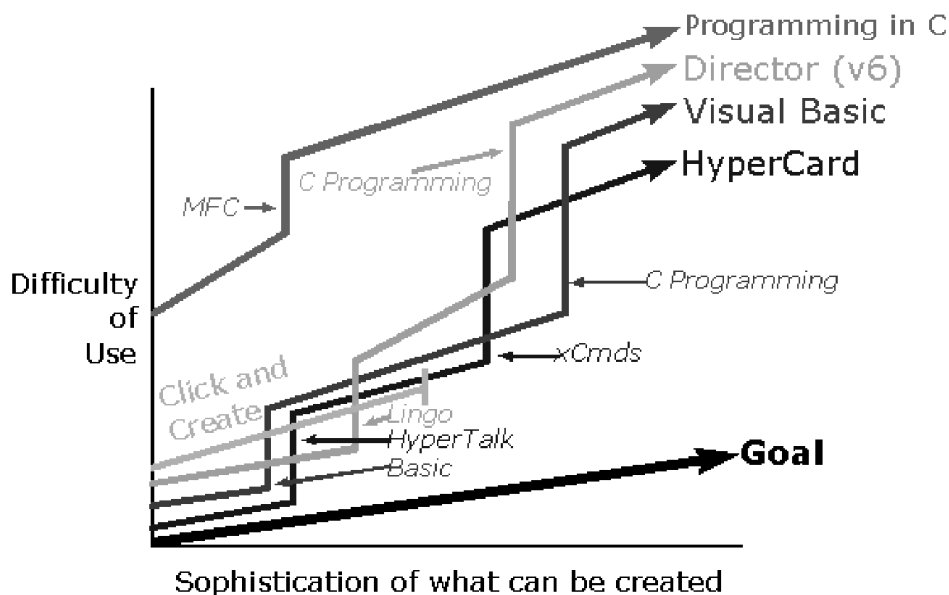 Programming in C
Director (v6)
Visual Basic
C Programming
HyperCard
MFC
Difficulty
of
Use
C Programming
xCmds
Click and
Create
Lingo
HyperTalk
Basic
Goal
Sophistication of what can be created